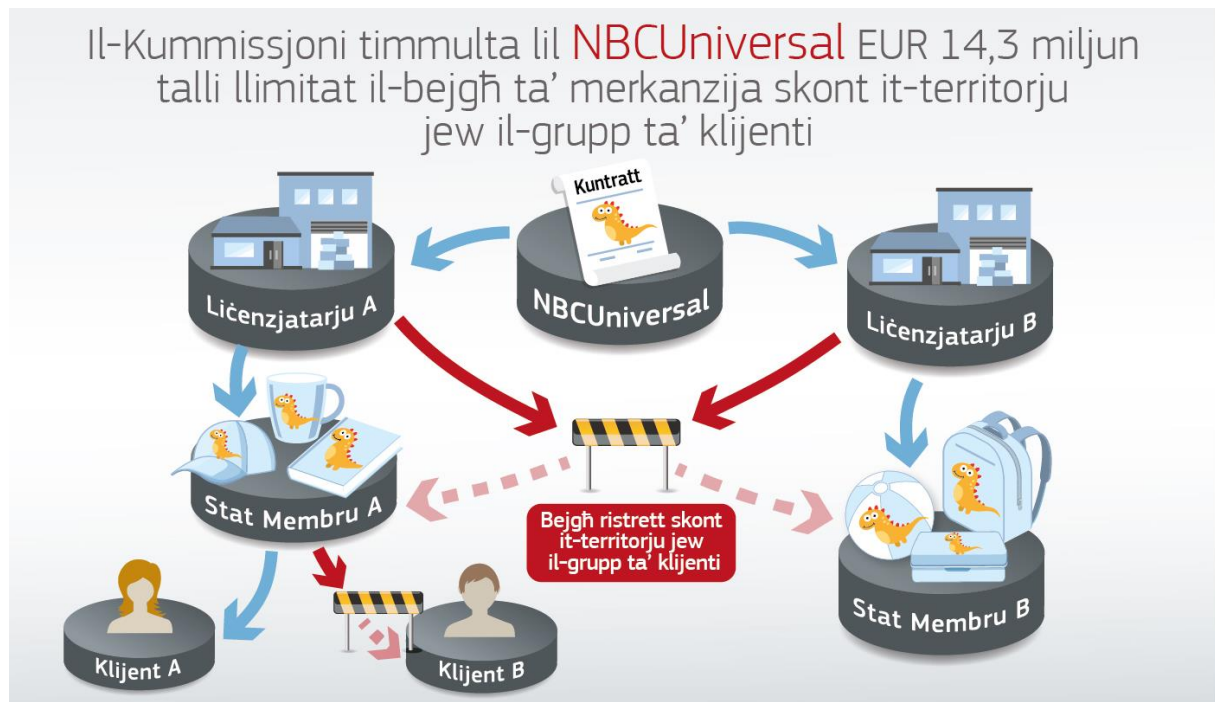 Il-Kummissjoni timmulta lil NBCUniversal EUR 14,3 miljun
talli llimitat il-bejgħ ta’ merkanzija skont it-territorju
jew il-grupp ta’ klijenti
Kuntratt
Liċenzjatarju A
NBCUniversal
Liċenzjatarju B
Stat Membru A
Bejgħ ristrett skont
it-territorju jew
il-grupp ta’ klijenti
Stat Membru B
Klijent A
Klijent B